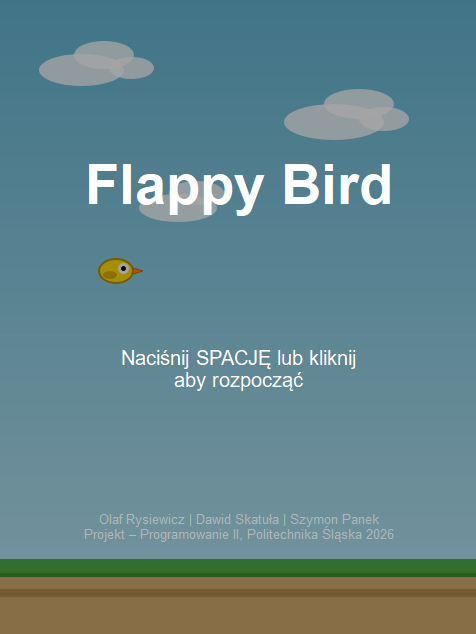 Flappy Bird
Naciśnij SPACJĘ lub kliknij
aby rozpocząć
Olaf Rysiewicz | Dawid Skatuła | Szymon Panek
Projekt – Programowanie II, Politechnika Śląska 2026